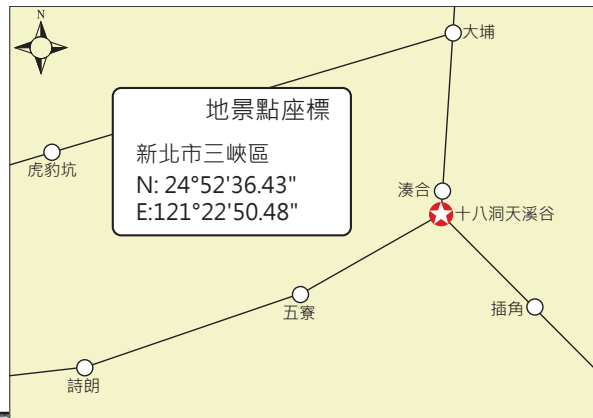 N
大埔
地景點座標
新北市三峽區
N: 24°52'36.43"
E:121°22'50.48"
虎豹坑
湊合
十八洞天溪谷
五寮
插角
詩朗